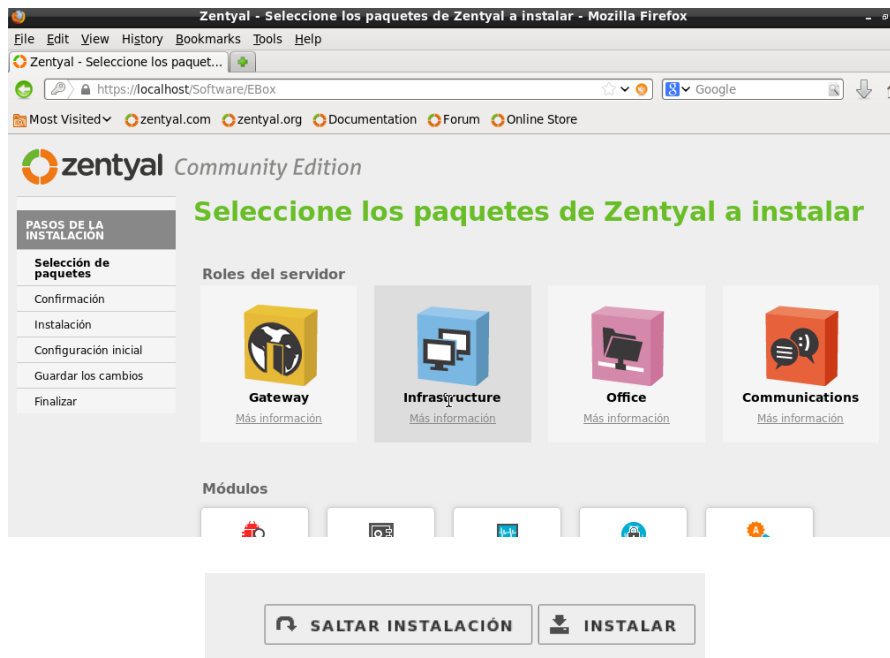 Zentyal - Seleccione los paquetes de Zentyal a instalar - Mozilla Firefox
File Edit View History Bookmarks Tools Help
Zentyal - Seleccione los paquet...
https://localhost/Software/EBox
Google
Most Visited zentyal.com zentyal.org Documentation Forum Online Store
zentyal Community Edition
Seleccione los paquetes de Zentyal a instalar
PASOS DE LA
INSTALACIÓN
Selección de
paquetes
Confirmación
Instalación
Configuración inicial
Guardar los cambios
Finalizar
Roles del servidor
Gateway
Más información
Infrastructure
Más información
Office
Más información
Communications
Más información
Módulos
SALTAR INSTALACIÓN
INSTALAR